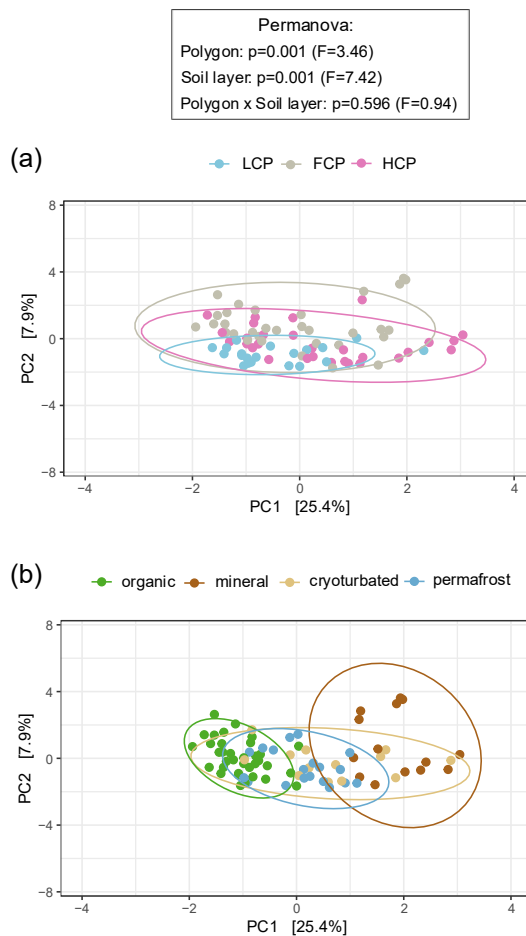 Permanova:
Polygon: p=0.001 (F=3.46)
Soil layer: p=0.001 (F=7.42)
Polygon x Soil layer: p=0.596 (F=0.94)
(a)
LCP FCP HCP
8
4
0
−4
−8
PC2 [7.9%]
−4 −2 0 2 4
PC1 [25.4%]
(b)
organic mineral cryoturbated permafrost
8
4
0
−4
−8
PC2 [7.9%]
−4 −2 0 2 4
PC1 [25.4%]